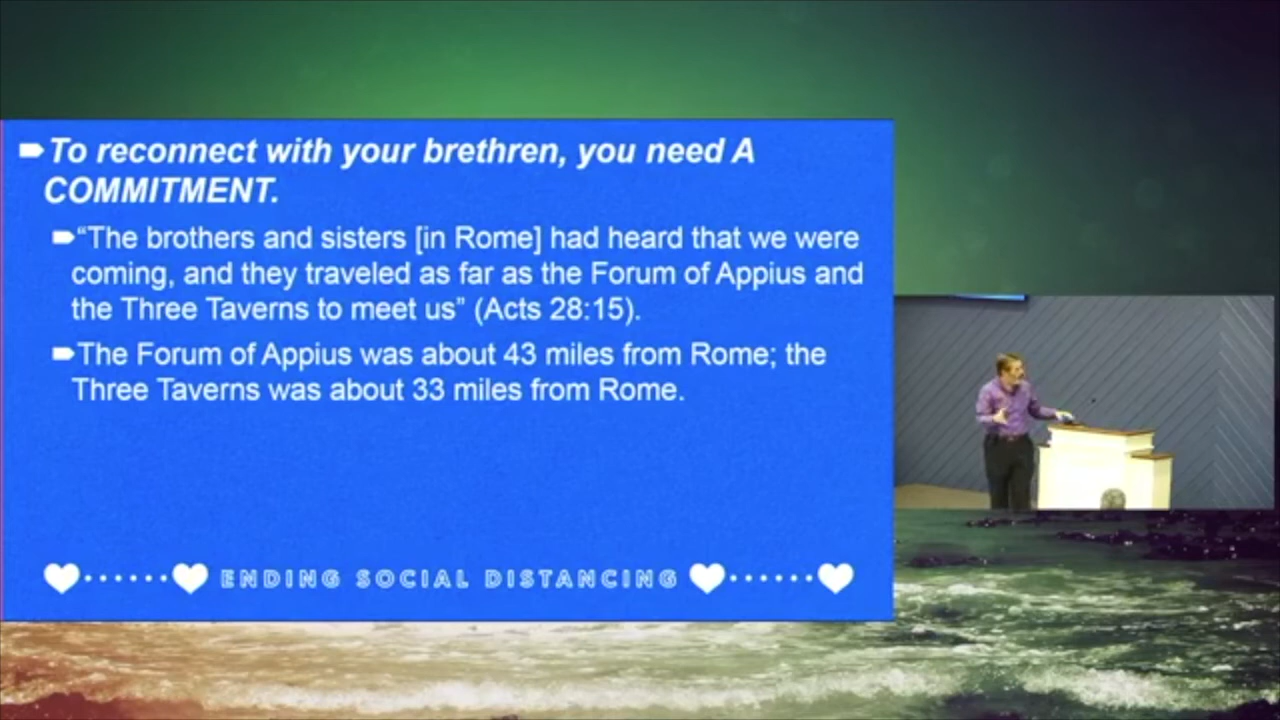 To reconnect with your brethren, you need A
COMMITMENT.
“The brothers and sisters [in Rome] had heard that we were
coming, and they traveled as far as the Forum of Appius and
the Three Taverns to meet us” (Acts 28:15).
The Forum of Appius was about 43 miles from Rome; the
Three Taverns was about 33 miles from Rome.
ENDING SOCIAL DISTANCING